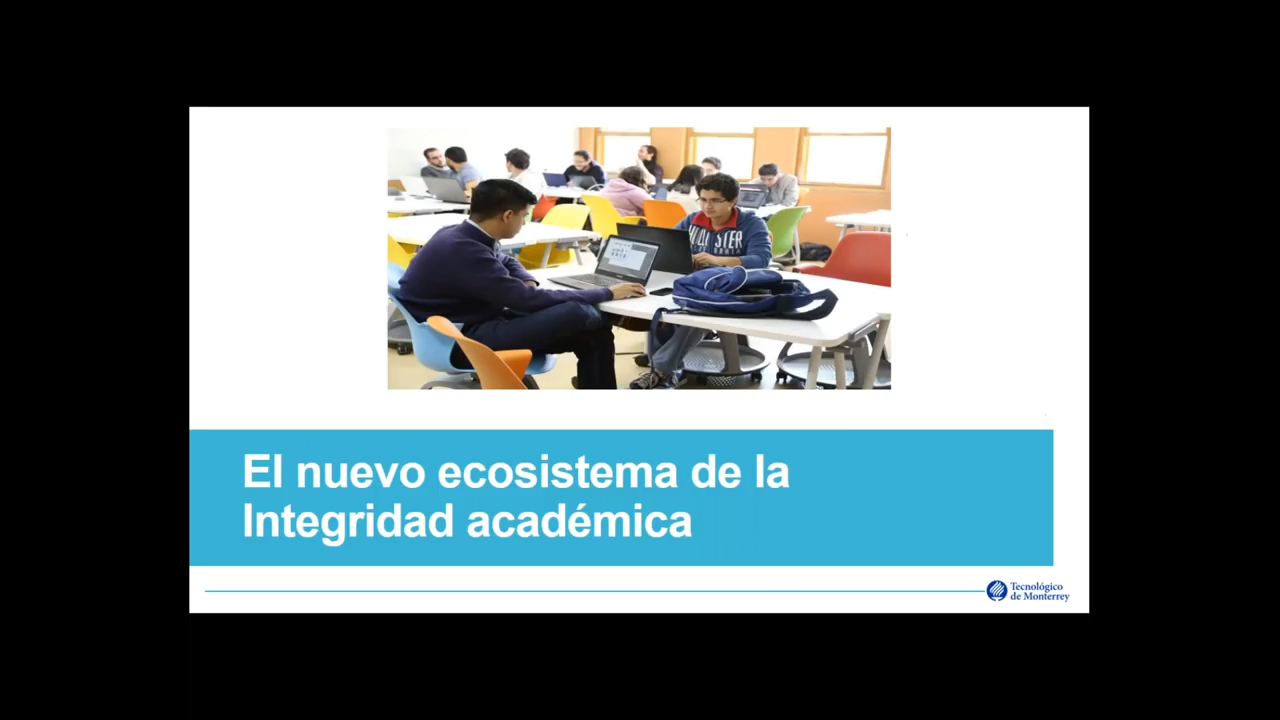 El nuevo ecosistema de la
Integridad académica
Tecnológico
de Monterrey